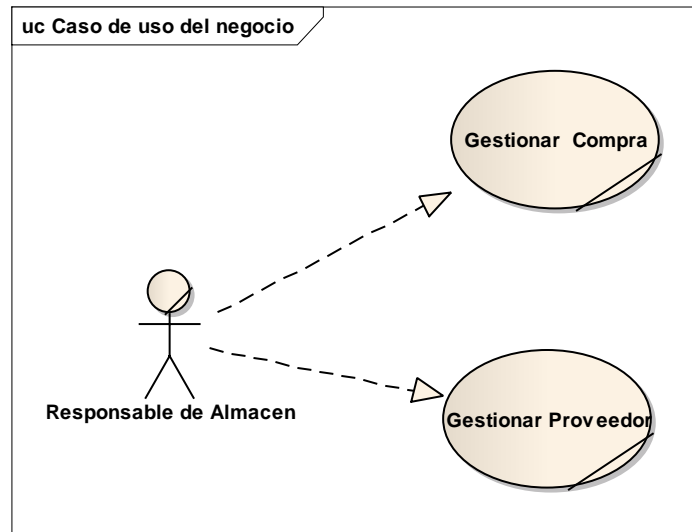 uc Caso de uso del negocio
Gestionar Compra
Responsable de Almacen
Gestionar Proveedor